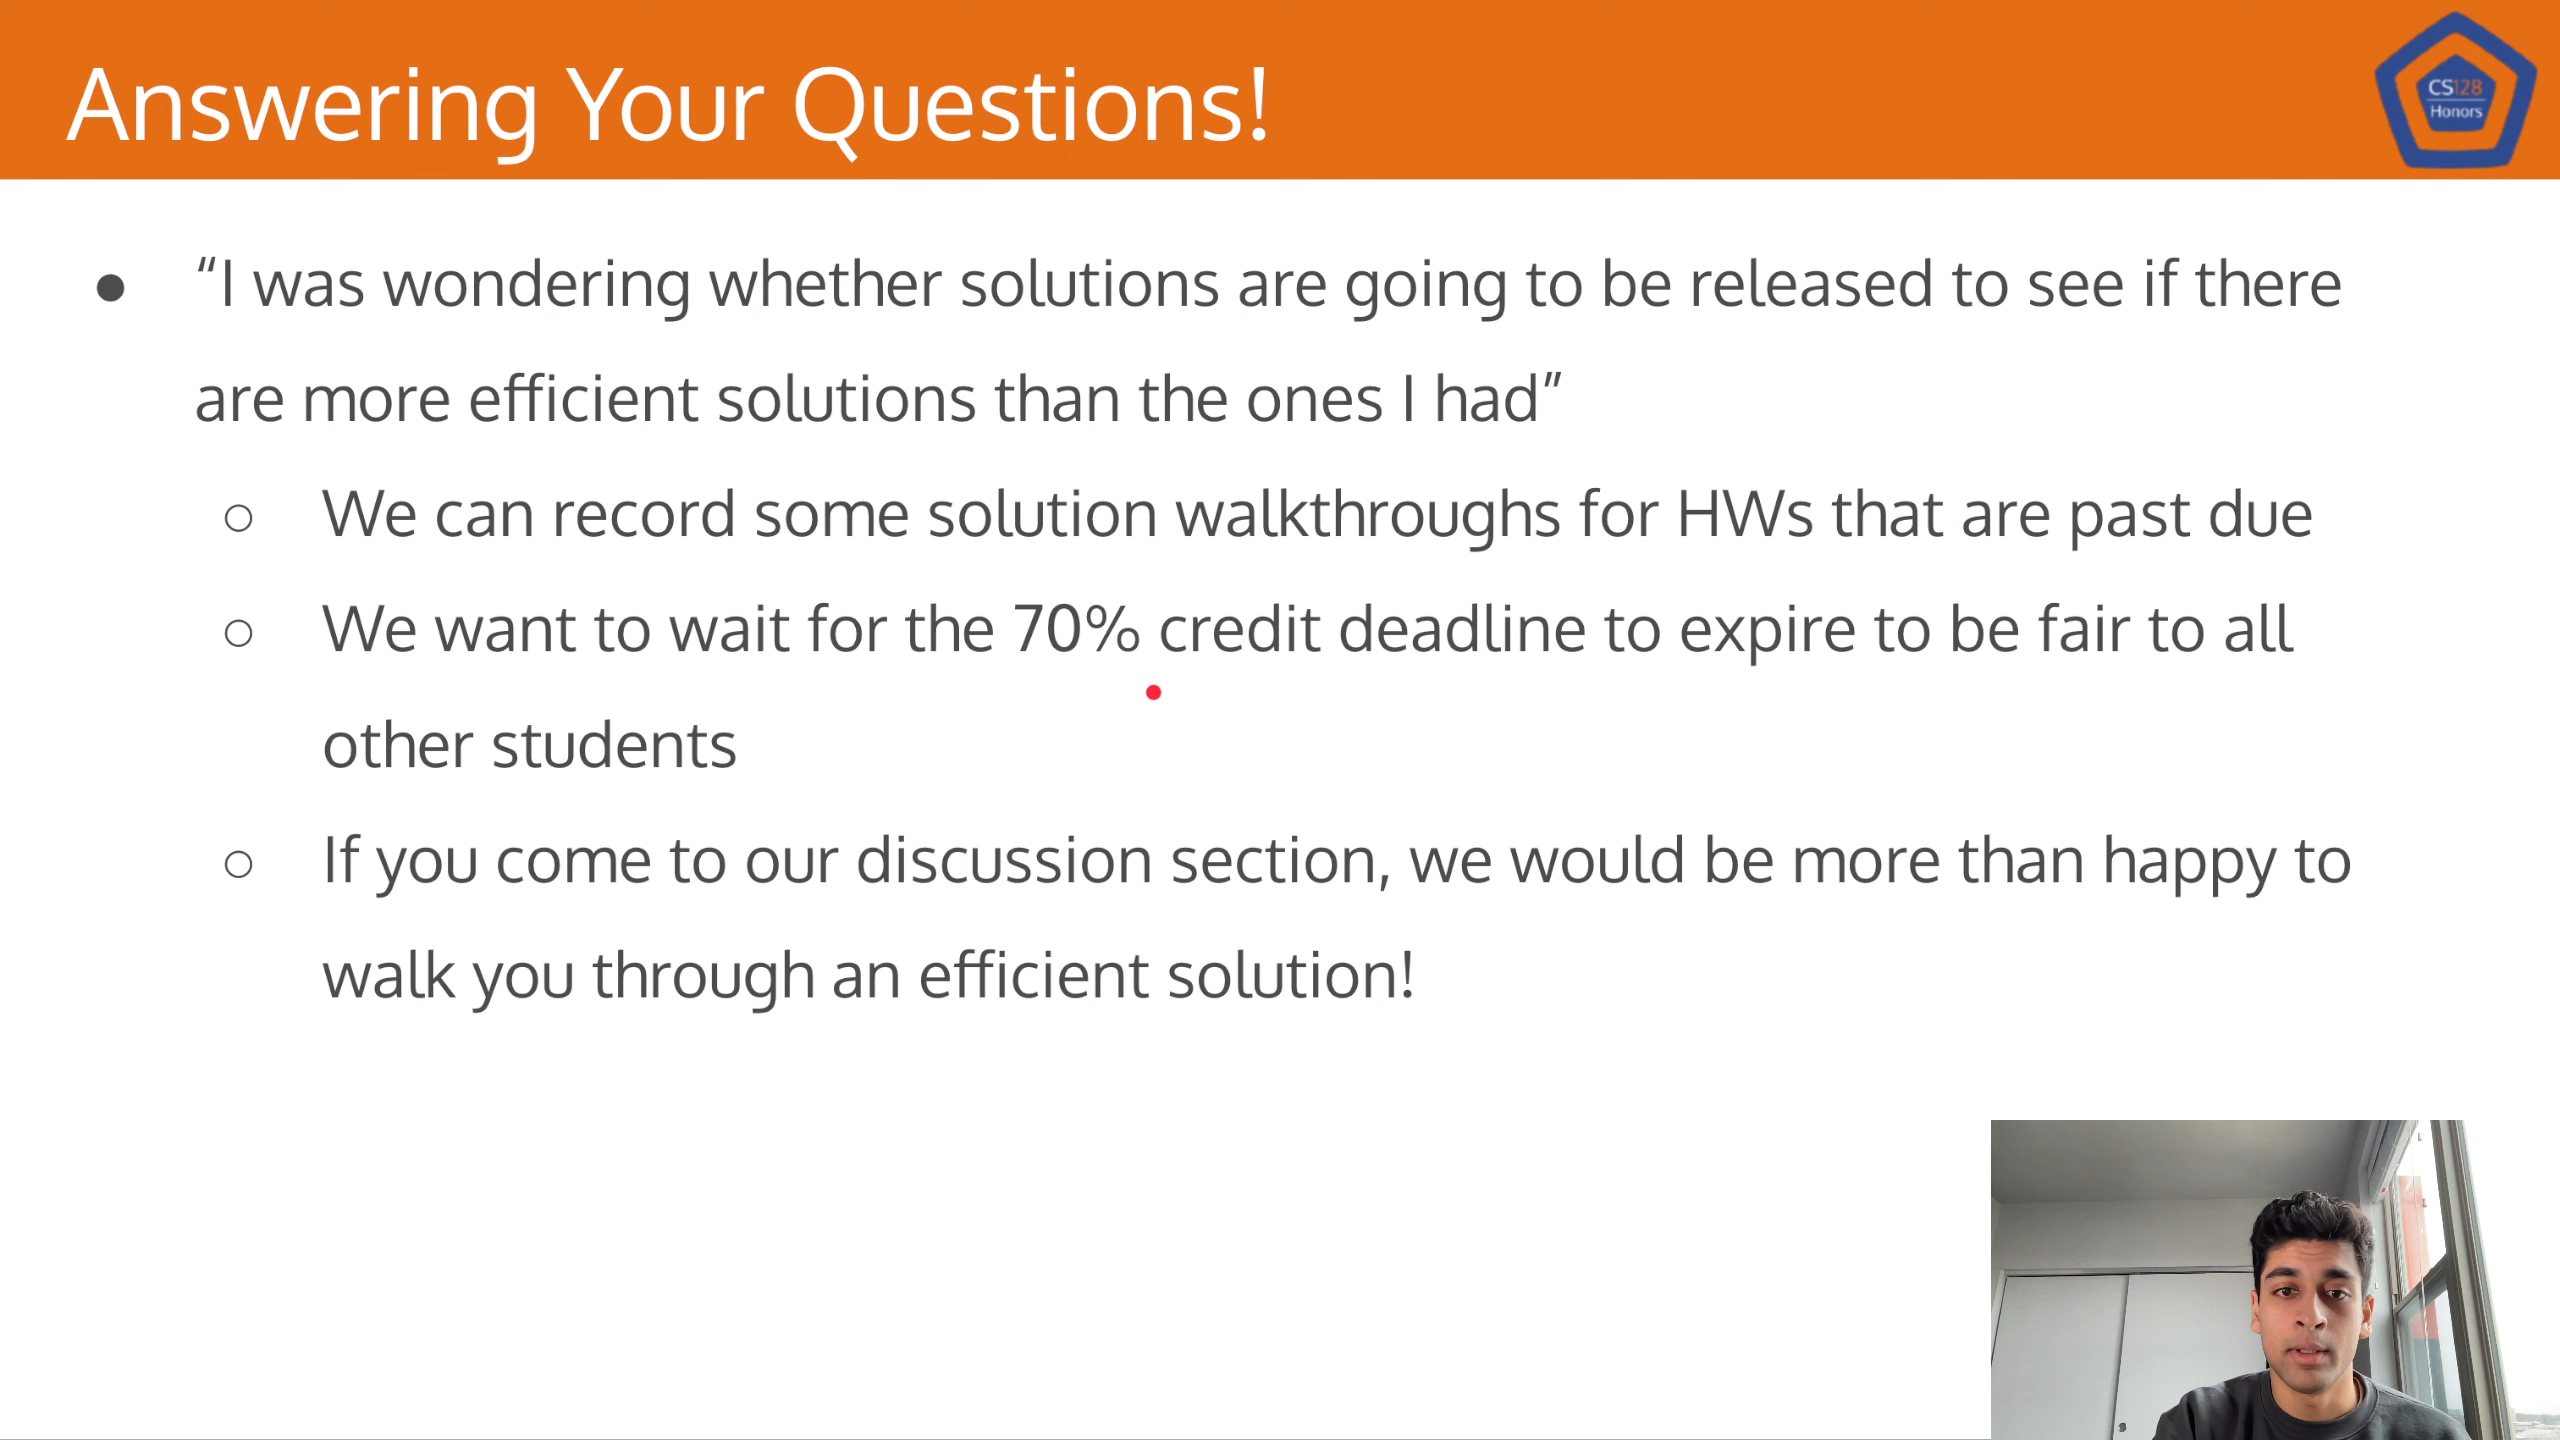 Answering Your Questions!
CS128
Honors
● “I was wondering whether solutions are going to be released to see if there
are more efficient solutions than the ones I had”
○ We can record some solution walkthroughs for HWs that are past due
○ We want to wait for the 70% credit deadline to expire to be fair to all
other students
○ If you come to our discussion section, we would be more than happy to
walk you through an efficient solution!